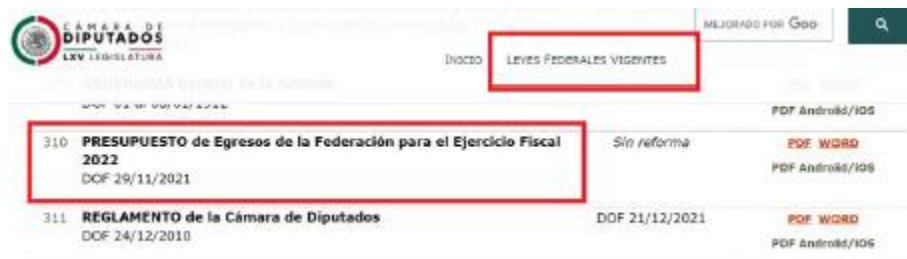 CÁMARA DE
DIPUTADOS
LXV LEGISLATURA
MEJORADO POR Goo
INICIO LEYES FEDERALES VIGENTES
PDF Android/iOS
310 PRESUPUESTO de Egresos de la Federación para el Ejercicio Fiscal Sin reforma PDF WORD
2022
DOF 29/11/2021 PDF Android/iOS
311 REGLAMENTO de la Cámara de Diputados DOF 21/12/2021 PDF WORD
DOF 24/12/2010
PDF Android/iOS